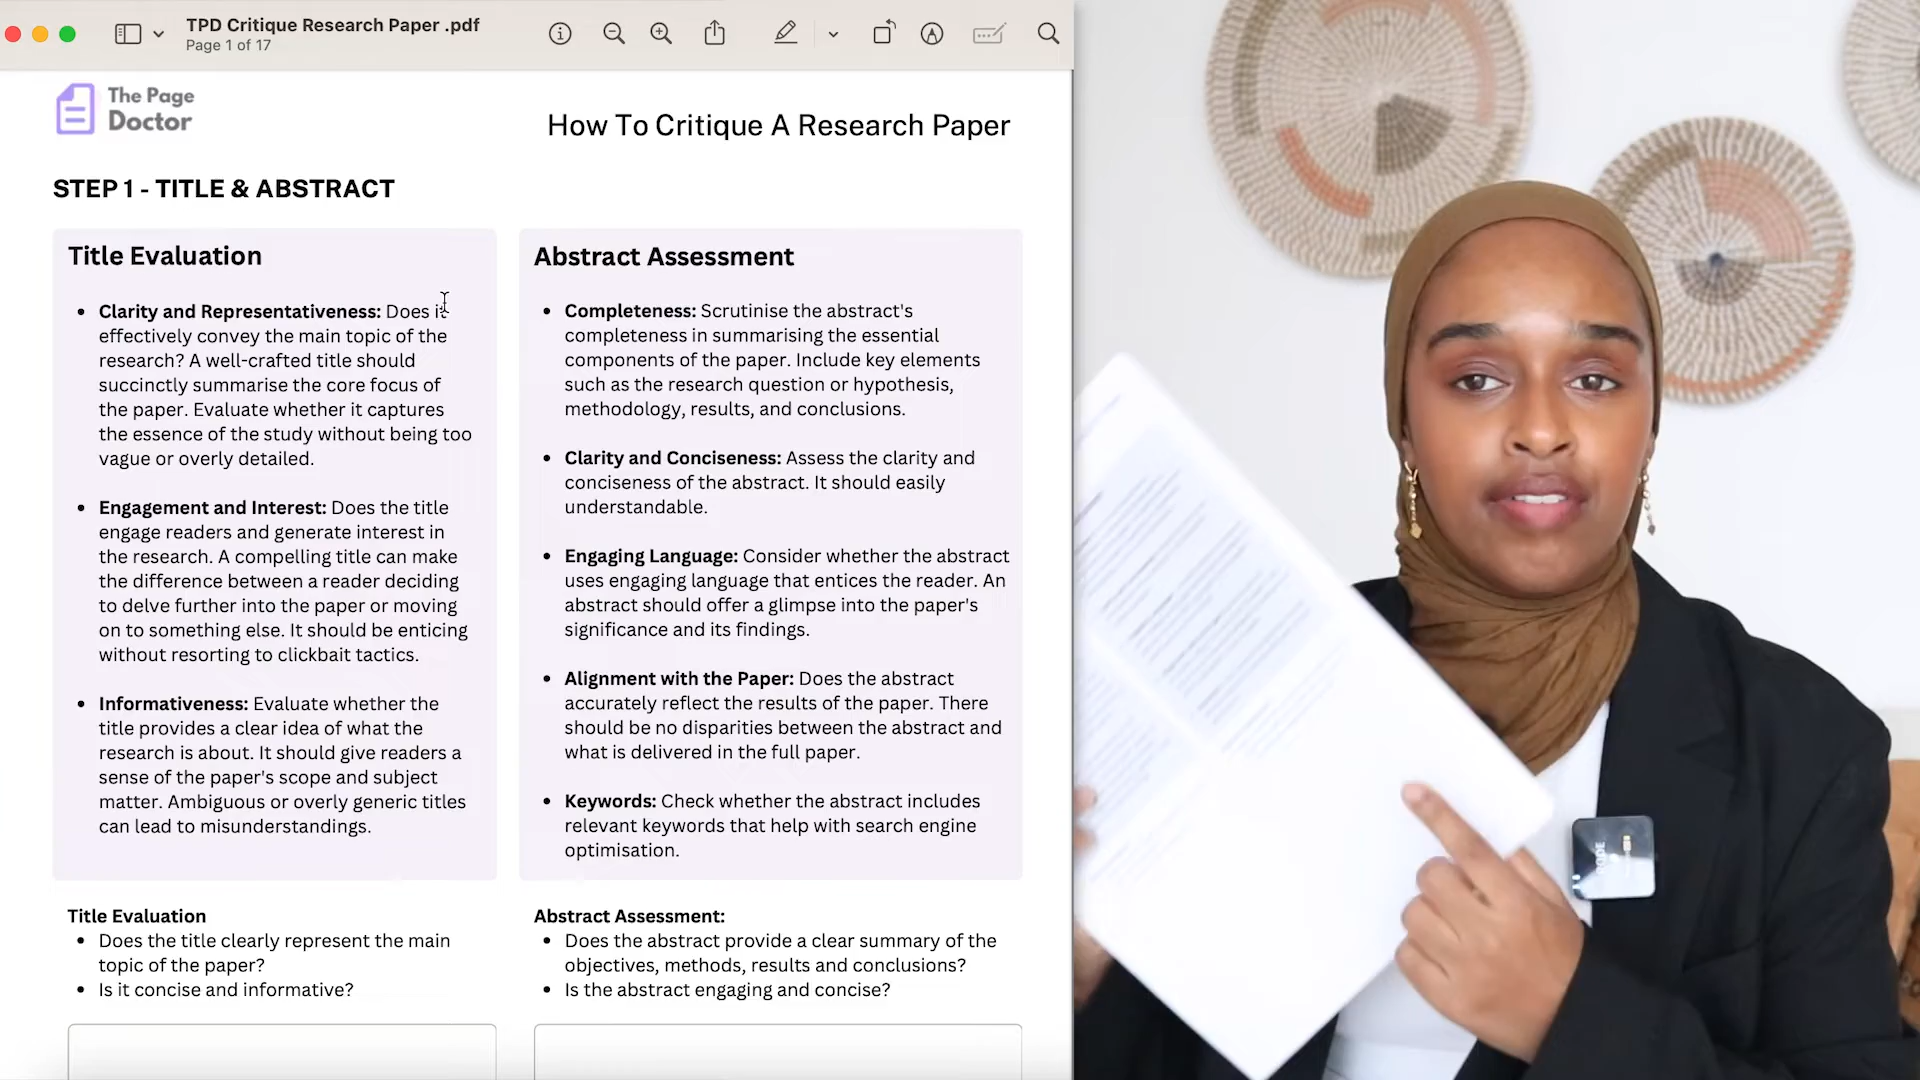 TPD Critique Research Paper .pdf
Page 1 of 17
The Page
Doctor
How To Critique A Research Paper
STEP 1 - TITLE & ABSTRACT
Title Evaluation
• Clarity and Representativeness: Does it
effectively convey the main topic of the
research? A well-crafted title should
succinctly summarise the core focus of
the paper. Evaluate whether it captures
the essence of the study without being too
vague or overly detailed.
• Engagement and Interest: Does the title
engage readers and generate interest in
the research. A compelling title can make
the difference between a reader deciding
to delve further into the paper or moving
on to something else. It should be enticing
without resorting to clickbait tactics.
• Informativeness: Evaluate whether the
title provides a clear idea of what the
research is about. It should give readers a
sense of the paper's scope and subject
matter. Ambiguous or overly generic titles
can lead to misunderstandings.
Abstract Assessment
• Completeness: Scrutinise the abstract's
completeness in summarising the essential
components of the paper. Include key elements
such as the research question or hypothesis,
methodology, results, and conclusions.
• Clarity and Conciseness: Assess the clarity and
conciseness of the abstract. It should easily
understandable.
• Engaging Language: Consider whether the abstract
uses engaging language that entices the reader. An
abstract should offer a glimpse into the paper's
significance and its findings.
• Alignment with the Paper: Does the abstract
accurately reflect the results of the paper. There
should be no disparities between the abstract and
what is delivered in the full paper.
• Keywords: Check whether the abstract includes
relevant keywords that help with search engine
optimisation.
Title Evaluation
• Does the title clearly represent the main
topic of the paper?
• Is it concise and informative?
Abstract Assessment:
• Does the abstract provide a clear summary of the
objectives, methods, results and conclusions?
• Is the abstract engaging and concise?
RODE